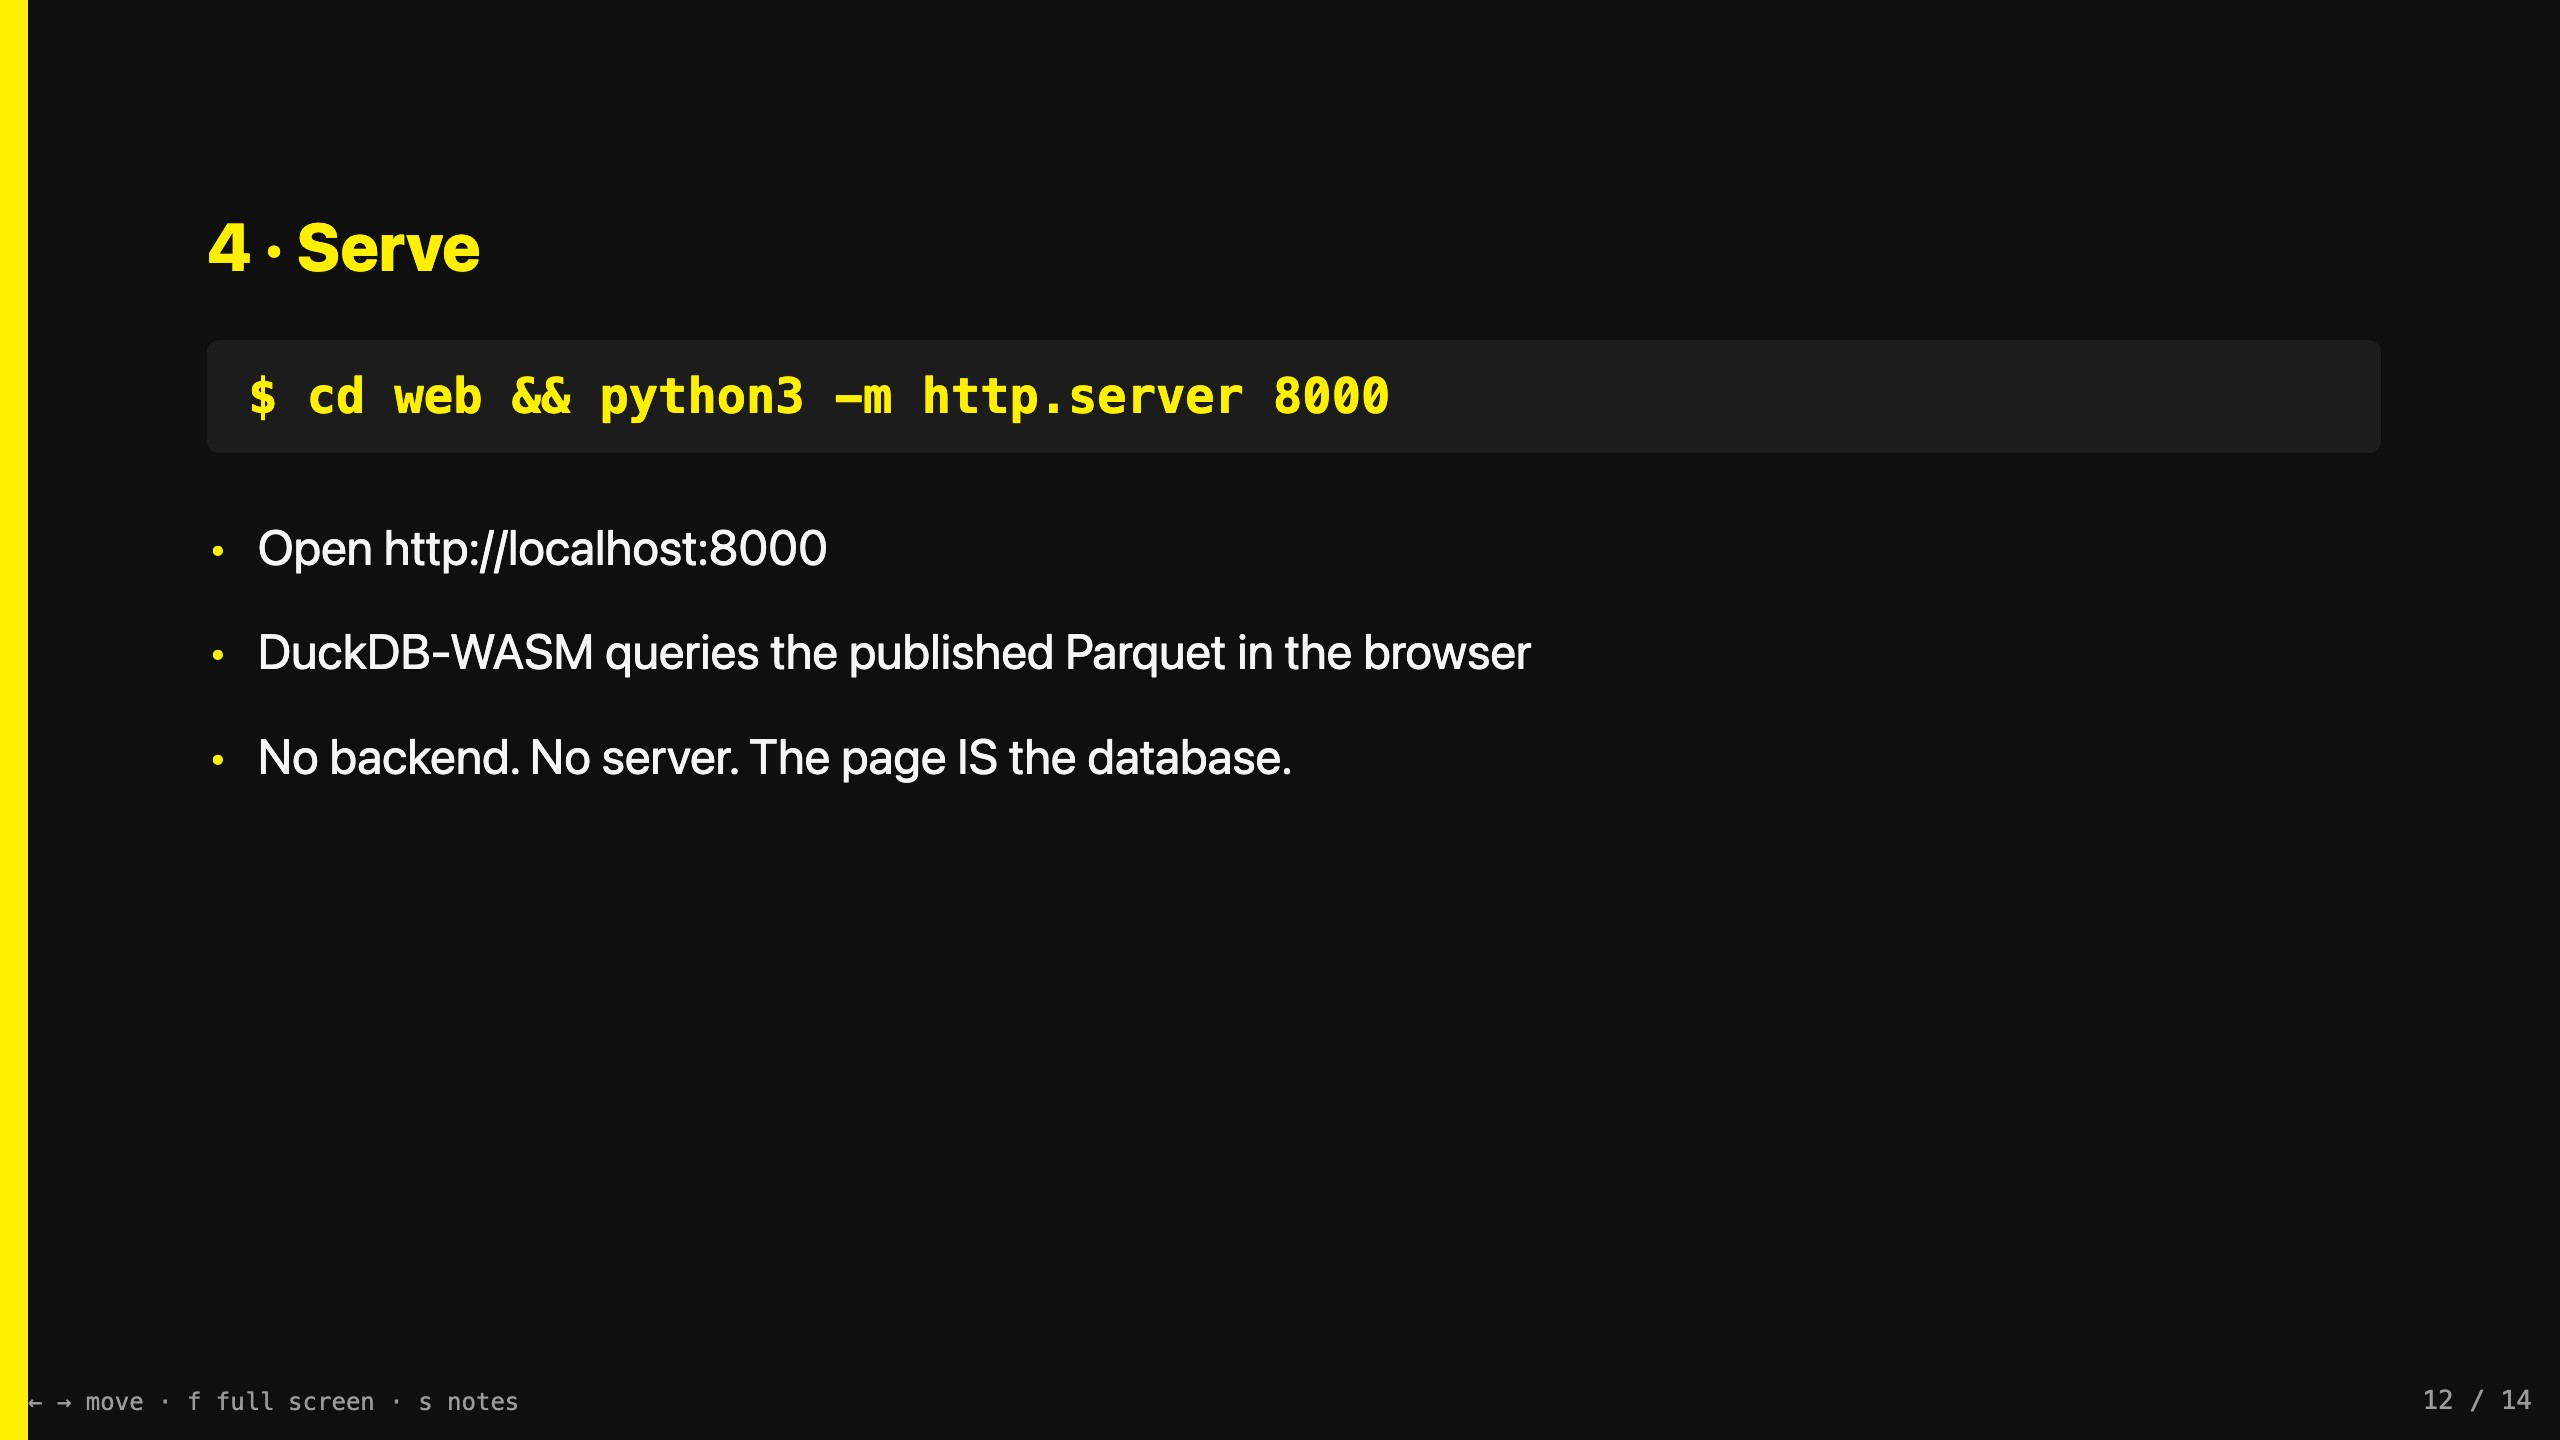 4 · Serve
$ cd web && python3 -m http.server 8000
• Open http://localhost:8000
• DuckDB-WASM queries the published Parquet in the browser
• No backend. No server. The page IS the database.
← → move · f full screen · s notes
12 / 14